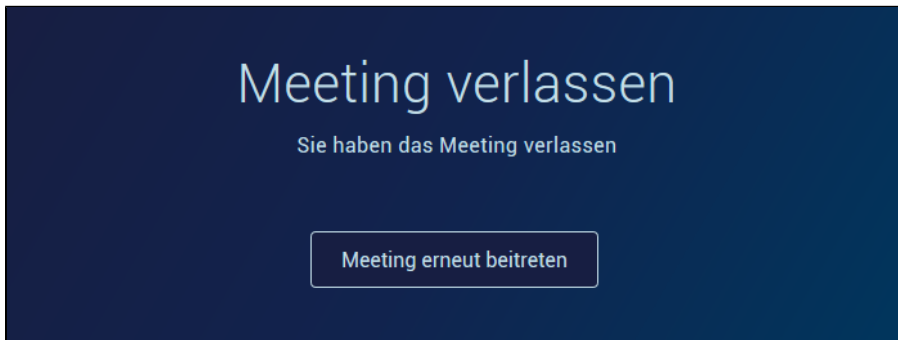 Meeting verlassen
Sie haben das Meeting verlassen
Meeting erneut beitreten